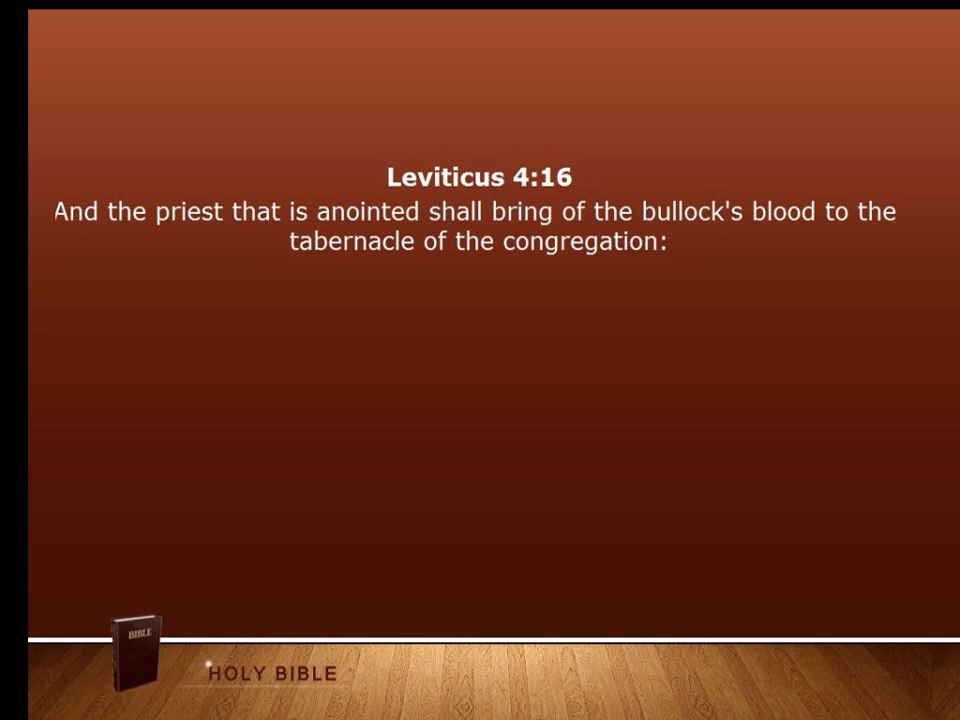 Leviticus 4:16
And the priest that is anointed shall bring of the bullock's blood to the
tabernacle of the congregation:
BIBLE
HOLY BIBLE